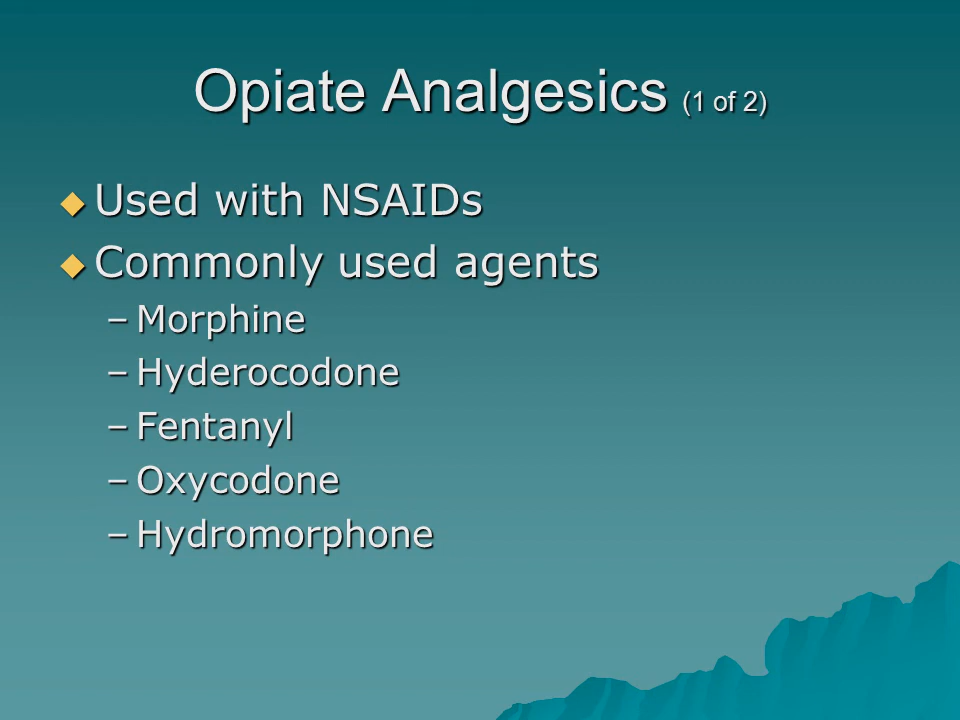 Opiate Analgesics (1 of 2)
Used with NSAIDs
Commonly used agents
–Morphine
–Hyderocodone
–Fentanyl
–Oxycodone
–Hydromorphone